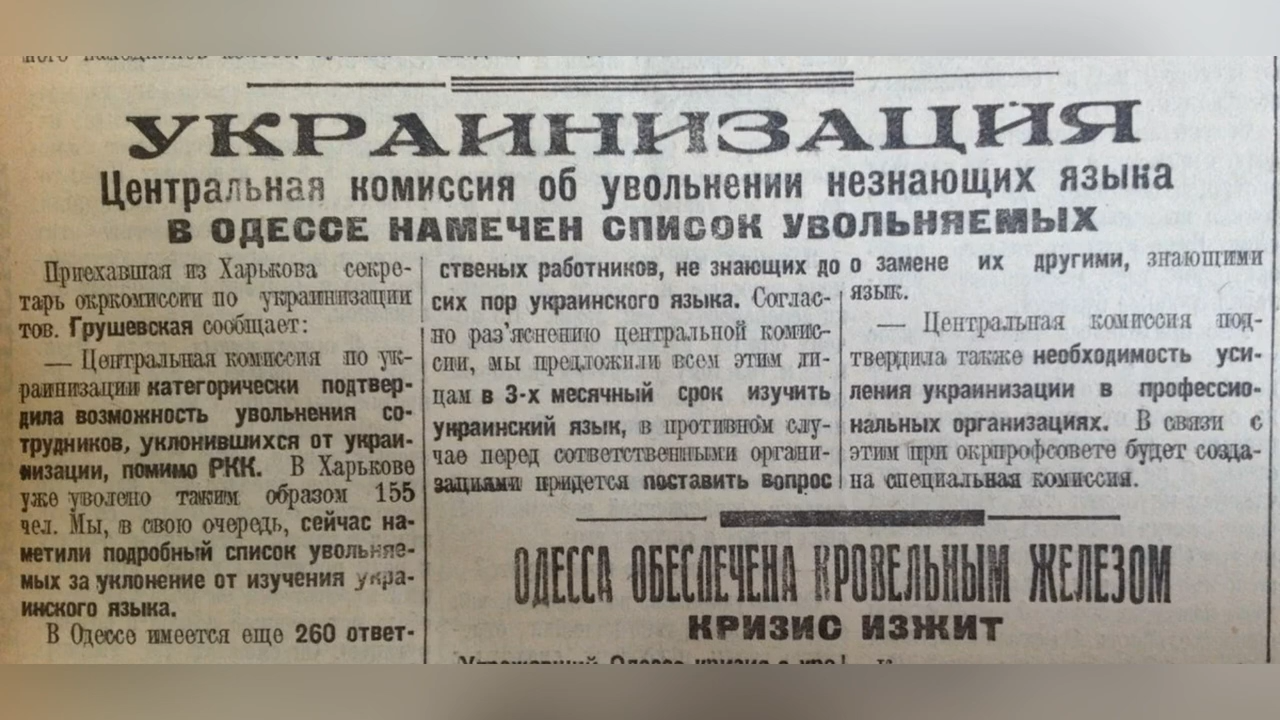 УКРАИНИЗАЦИЯ
Центральная комиссия об увольнении незнающих языка
В ОДЕССЕ НАМЕЧЕН СПИСОК УВОЛЬНЯЕМЫХ
Приехавшая из Харькова секре-
тарь окркомиссии по украинизации
тов. Грушевская сообщает:
— Центральная комиссия по ук-
раинизации категорически подтвер-
дила возможность увольнения со-
трудников, уклонившихся от украи-
низации, помимо РКК. В Харькове
уже уволено таким образом 155
чел. Мы, в свою очередь, сейчас на-
метили подробный список увольняе-
мых за уклонение от изучения укра-
инского языка.
В Одессе имеется еще 260 ответ-
ственых работников, не знающих до
сих пор украинского языка. Соглас-
но раз'яснению центральной комис-
сии, мы предложили всем этим ли-
цам в 3-х месячный срок изучить
украинский язык, в противном слу-
чае перед сответственными органи-
зациями придется поставить вопрос
о замене их другими, знающими
язык.
— Центральная комиссия под-
твердила также необходимость уси-
ления украинизации в профессио-
нальных организациях. В связи с
этим при окрпрофсовете будет созда-
на специальная комиссия.
ОДЕССА ОБЕСПЕЧЕНА КРОВЕЛЬНЫМ ЖЕЛЕЗОМ
КРИЗИС ИЗЖИТ